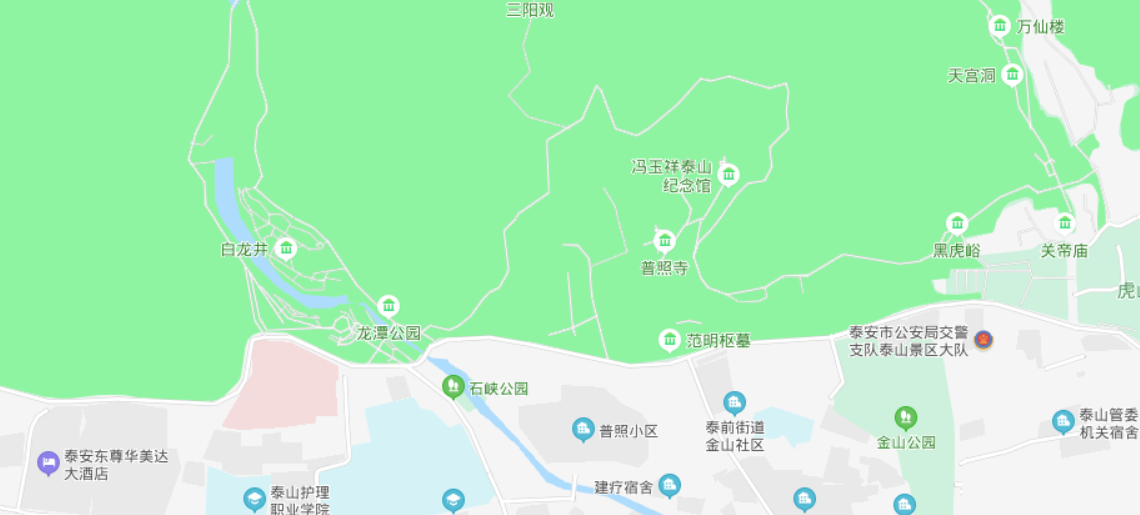 三阳观
万仙楼
天宫洞
冯玉祥泰山
纪念馆
白龙井
普照寺
黑虎峪
关帝庙
龙潭公园
范明枢墓
泰安市公安局交警
支队泰山景区大队
石峡公园
泰安东尊华美达
大酒店
普照小区
泰前街道
金山社区
金山公园
泰山管委
机关宿舍
泰山护理
职业学院
建疗宿舍